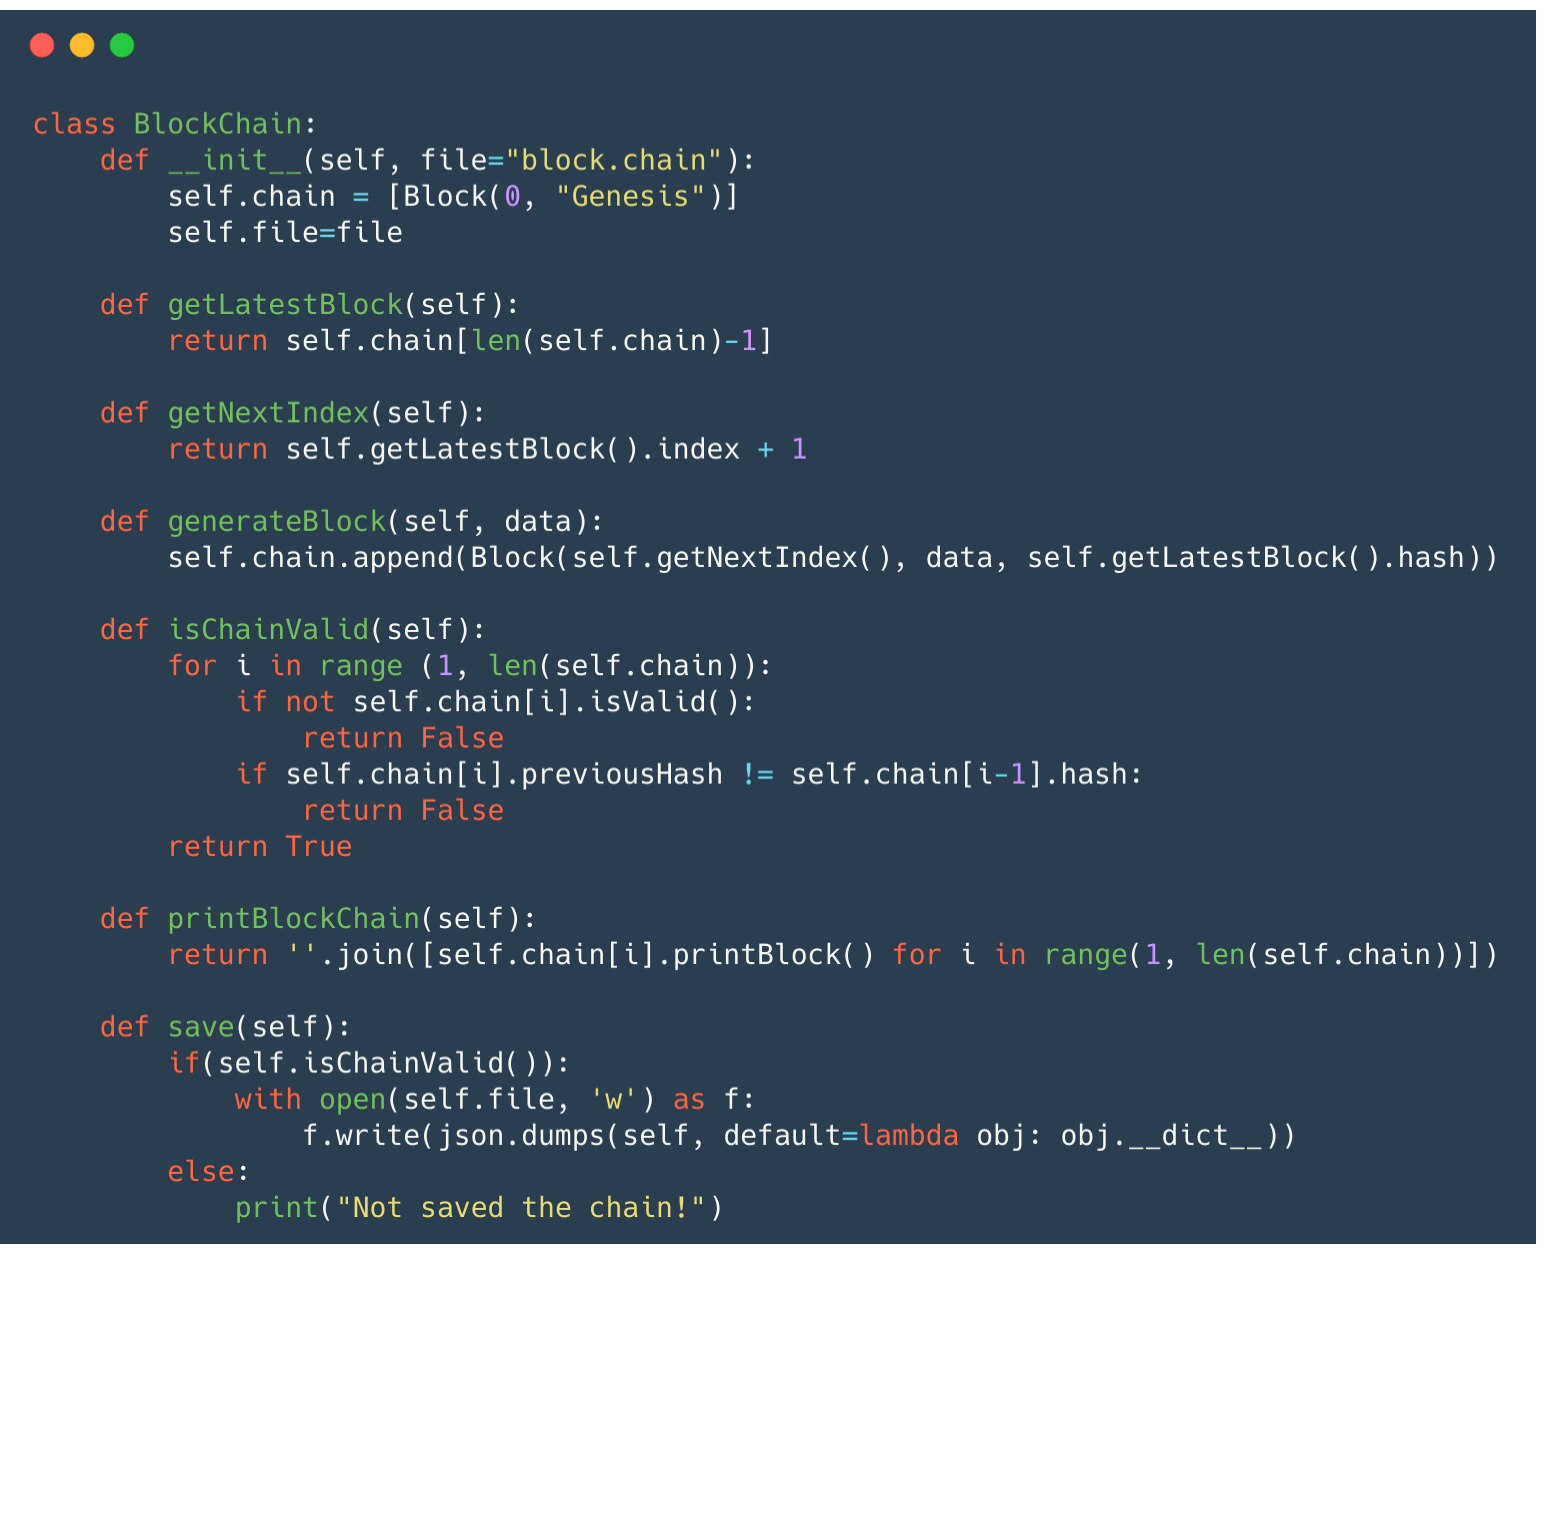 class BlockChain:
    def __init__(self, file="block.chain"):
        self.chain = [Block(0, "Genesis")]
        self.file=file

    def getLatestBlock(self):
        return self.chain[len(self.chain)-1]

    def getNextIndex(self):
        return self.getLatestBlock().index + 1

    def generateBlock(self, data):
        self.chain.append(Block(self.getNextIndex(), data, self.getLatestBlock().hash))

    def isChainValid(self):
        for i in range (1, len(self.chain)):
            if not self.chain[i].isValid():
                return False
            if self.chain[i].previousHash != self.chain[i-1].hash:
                return False
        return True

    def printBlockChain(self):
        return ''.join([self.chain[i].printBlock() for i in range(1, len(self.chain))])

    def save(self):
        if(self.isChainValid()):
            with open(self.file, 'w') as f:
                f.write(json.dumps(self, default=lambda obj: obj.__dict__))
        else:
            print("Not saved the chain!")